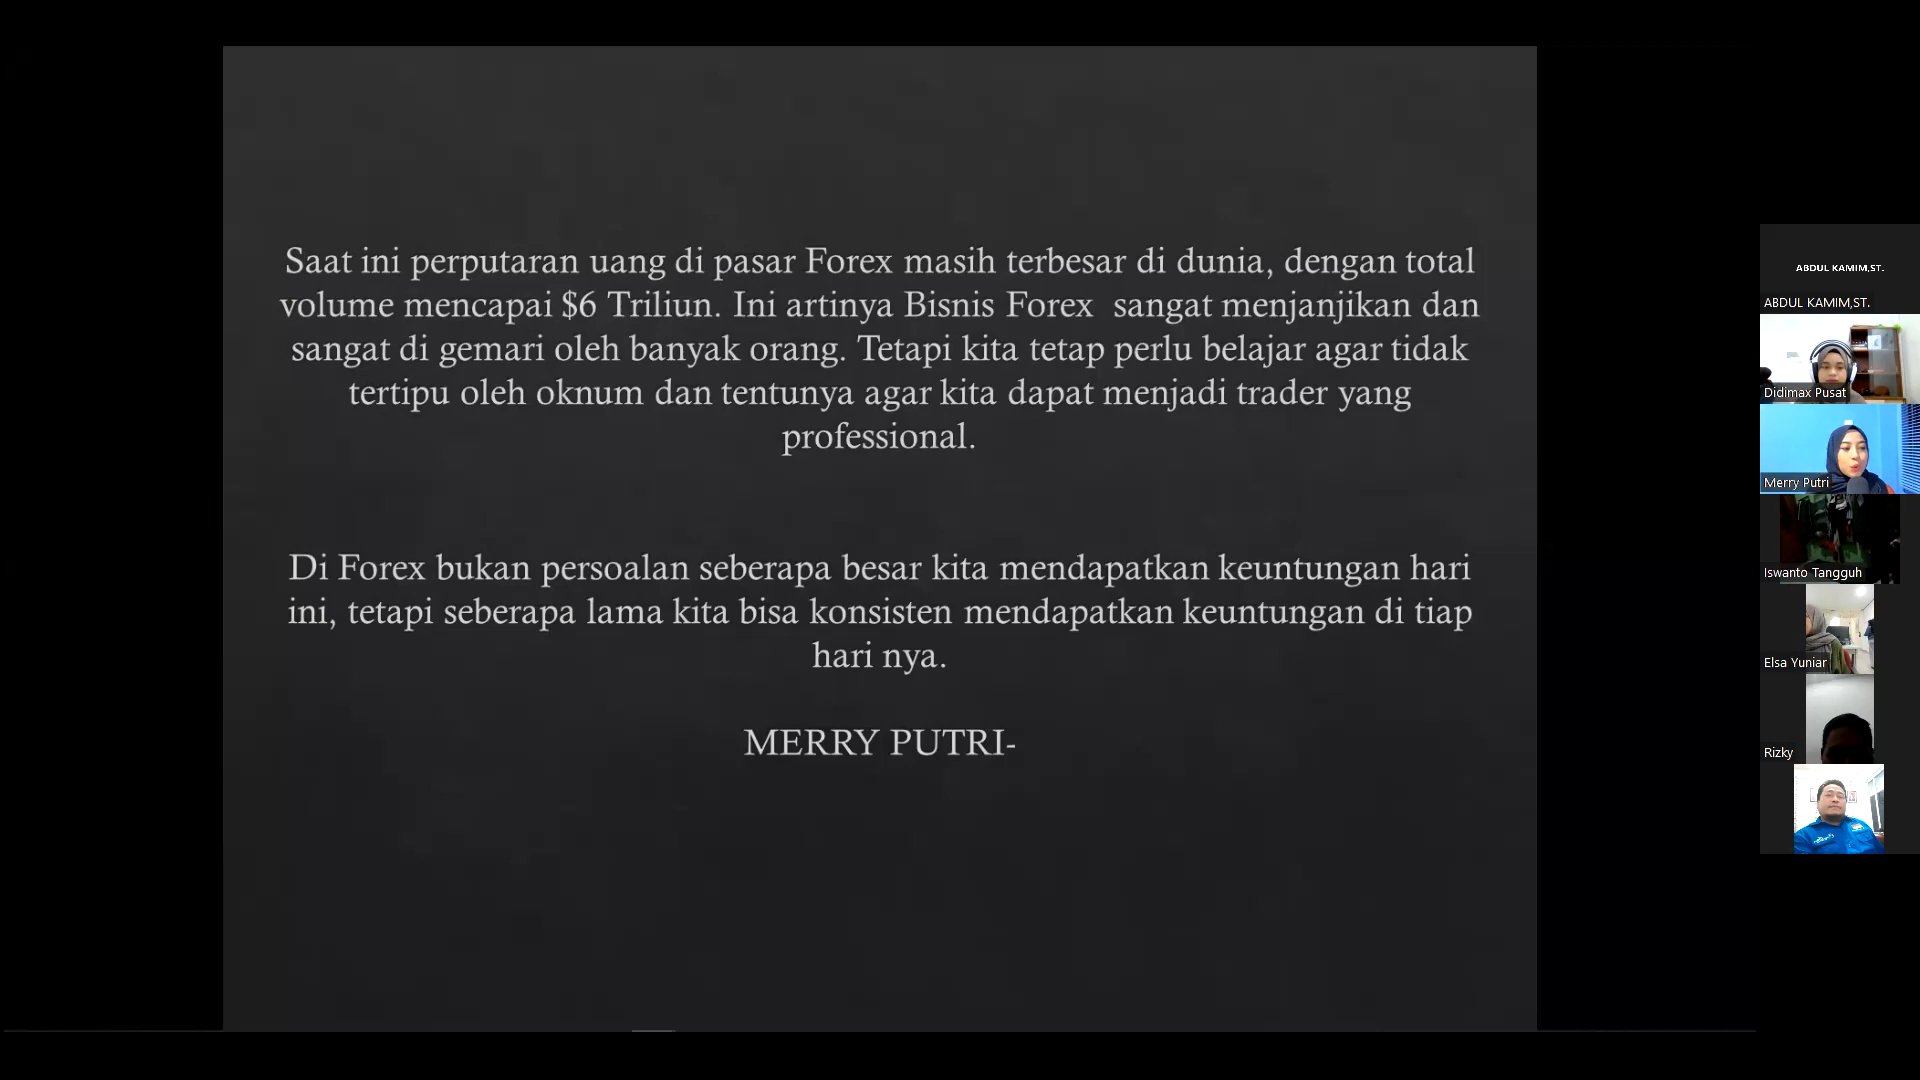 Saat ini perputaran uang di pasar Forex masih terbesar di dunia, dengan total
volume mencapai $6 Triliun. Ini artinya Bisnis Forex  sangat menjanjikan dan
sangat di gemari oleh banyak orang. Tetapi kita tetap perlu belajar agar tidak
tertipu oleh oknum dan tentunya agar kita dapat menjadi trader yang
professional.
Di Forex bukan persoalan seberapa besar kita mendapatkan keuntungan hari
ini, tetapi seberapa lama kita bisa konsisten mendapatkan keuntungan di tiap
hari nya.
MERRY PUTRI-
ABDUL KAMIM,ST.
ABDUL KAMIM,ST.
Didimax Pusat
Merry Putri
Iswanto Tangguh
Elsa Yuniar
Rizky